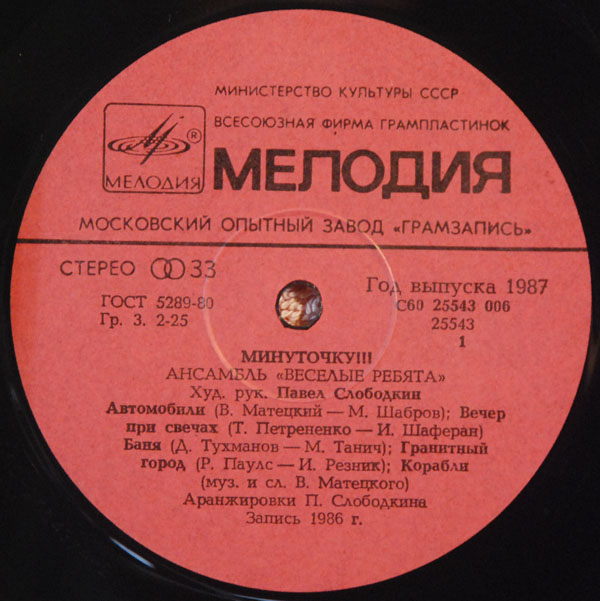 МИНИСТЕРСТВО КУЛЬТУРЫ СССР
ВСЕСОЮЗНАЯ ФИРМА ГРАМПЛАСТИНОК
®
МЕЛОДИЯ
МЕЛОДИЯ
МОСКОВСКИЙ ОПЫТНЫЙ ЗАВОД «ГРАМЗАПИСЬ»
СТЕРЕО 33
Год выпуска 1987
ГОСТ 5289-80
С60 25543 006
Гр. 3. 2-25
25543
1
МИНУТОЧКУ!!!
АНСАМБЛЬ «ВЕСЕЛЫЕ РЕБЯТА»
Худ. рук. Павел Слободкин
Автомобили (В. Матецкий — М. Шабров); Вечер
при свечах (Т. Петрененко — И. Шаферан)
Баня (Д. Тухманов — М. Танич); Гранитный
город (Р. Паулс — И. Резник); Корабли
(муз. и сл. В. Матецкого)
Аранжировки П. Слободкина
Запись 1986 г.